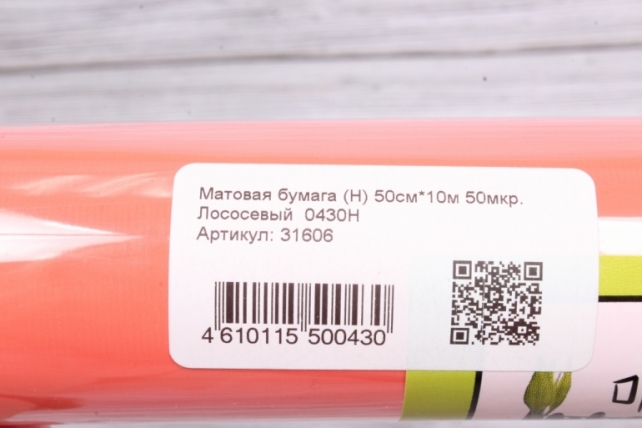 Матовая бумага (Н) 50см*10м 50мкр.
Лососевый 0430Н
Артикул: 31606
4 610115 500430